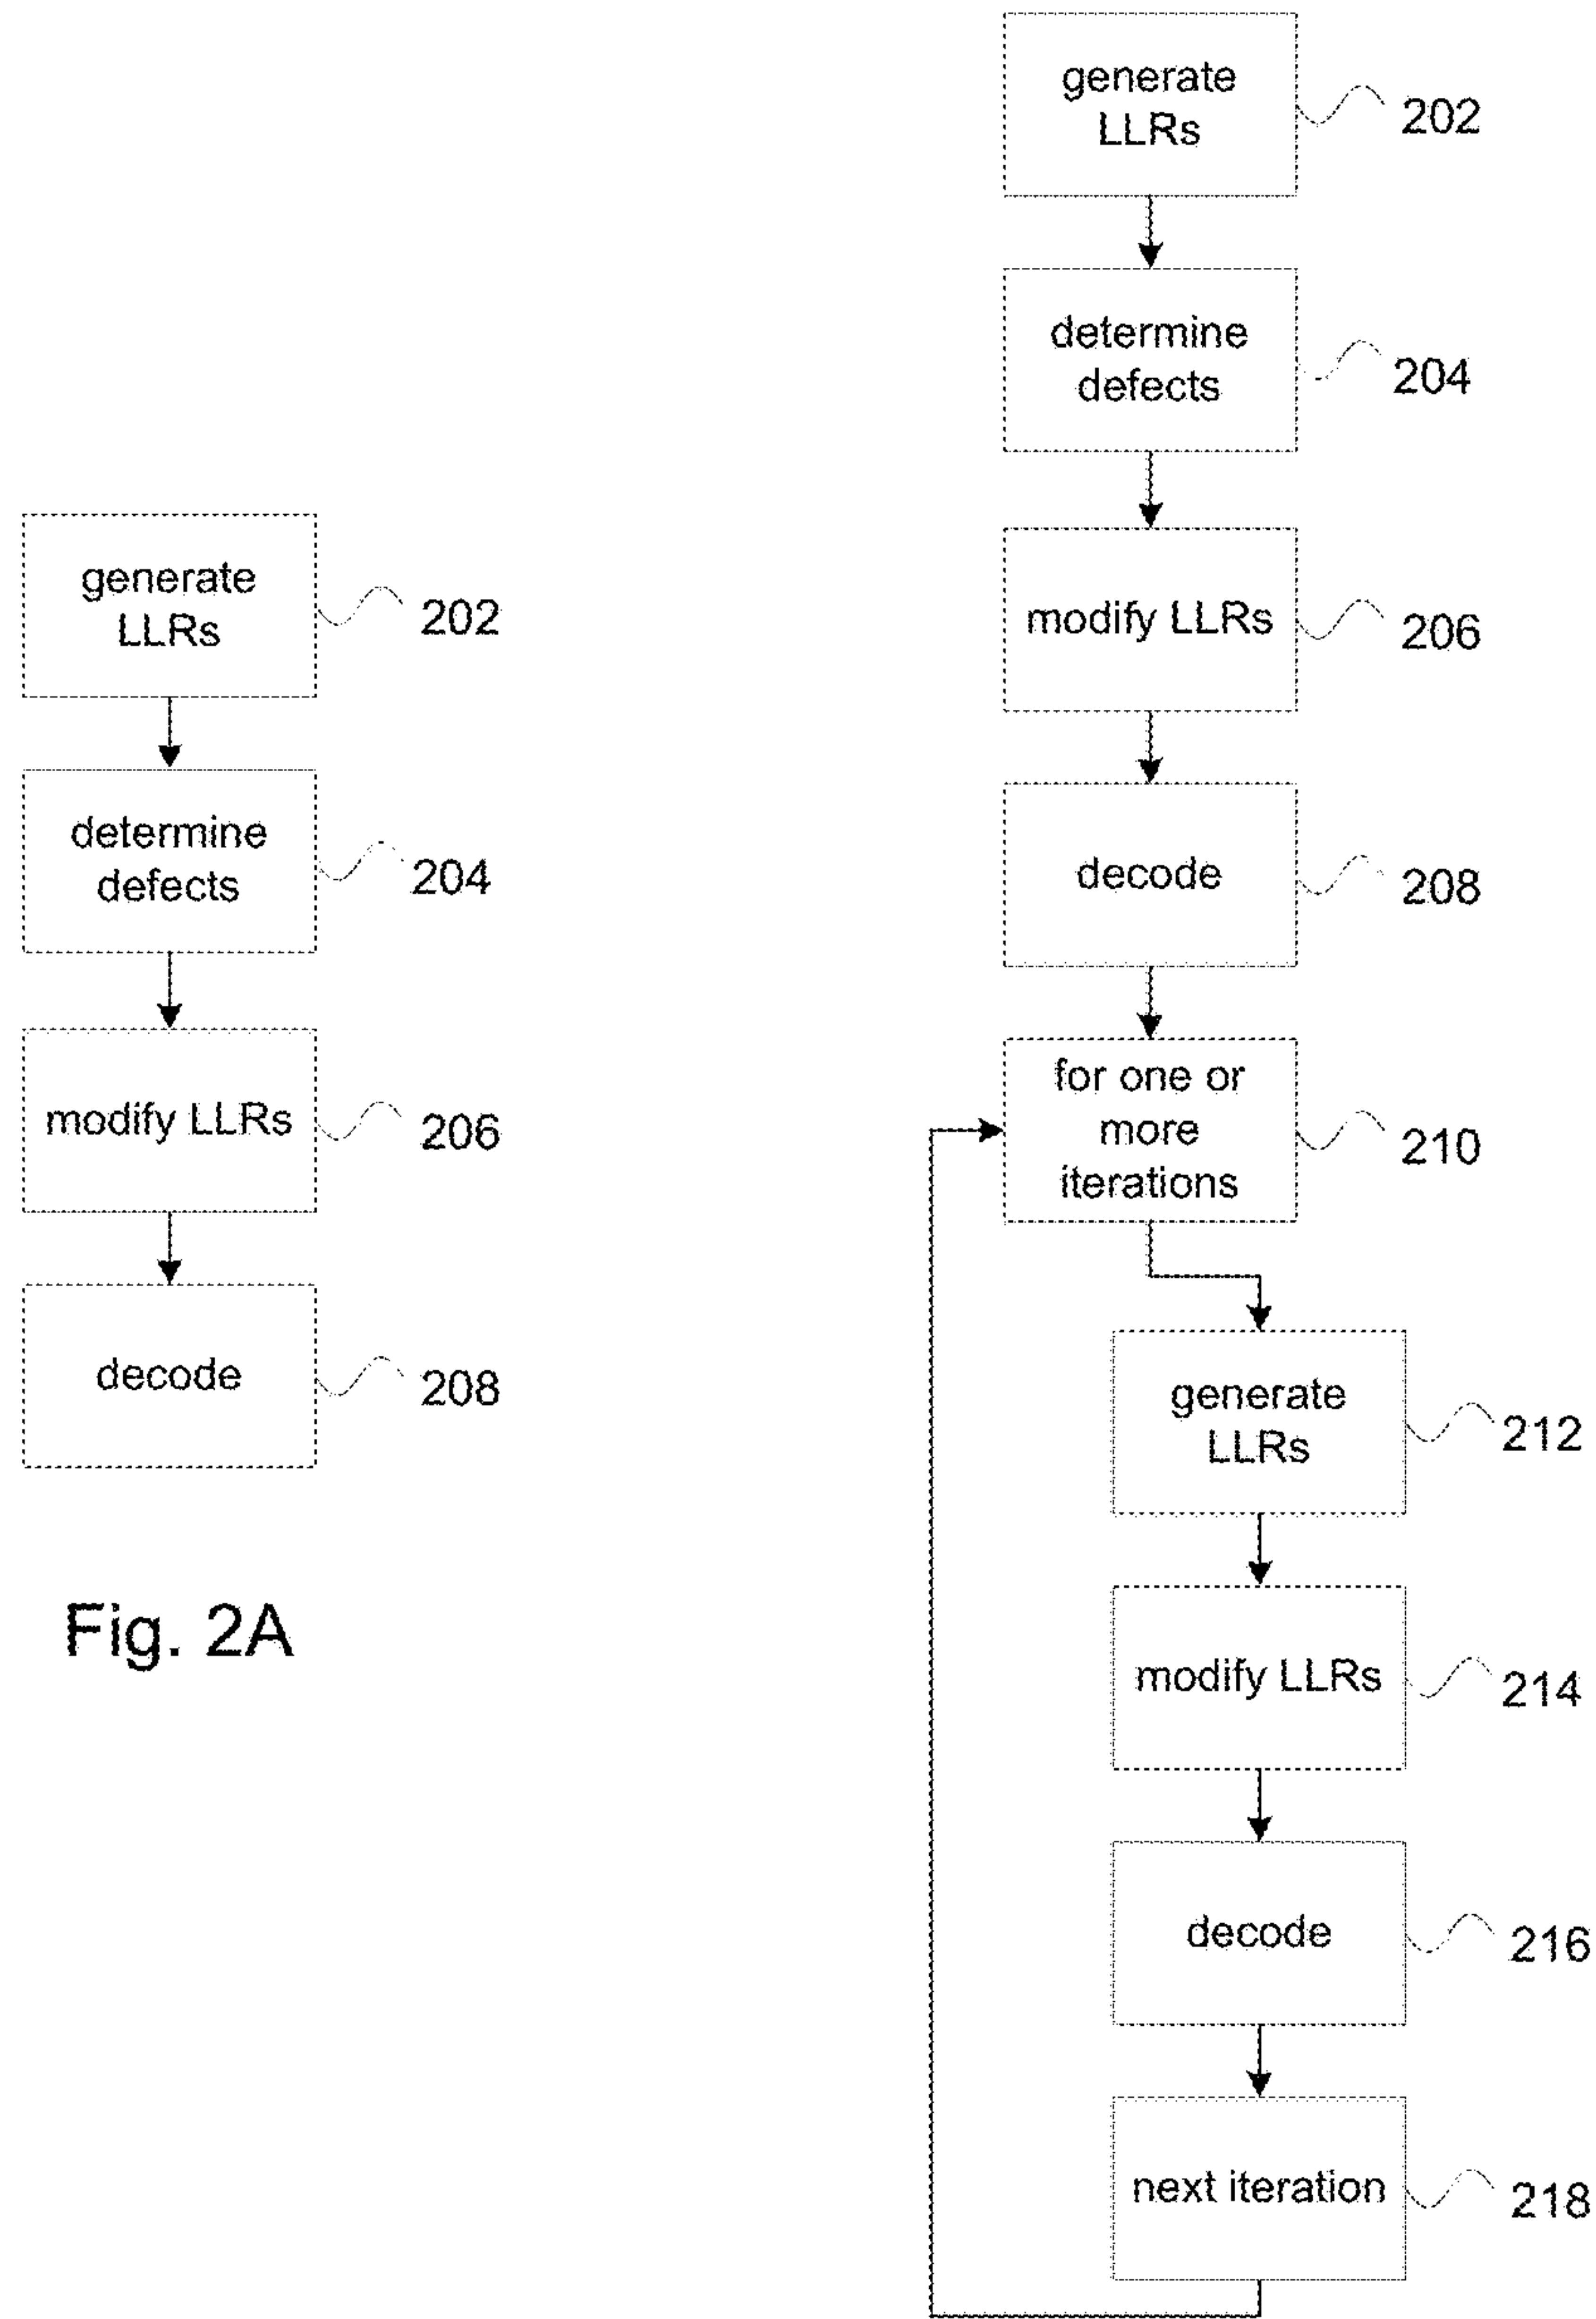 generate
LLRs
202
determine
defects
204
modify LLRs
206
decode
208
Fig. 2A
generate
LLRs
202
determine
defects
204
modify LLRs
206
decode
208
for one or
more
iterations
210
generate
LLRs
212
modify LLRs
214
decode
216
next iteration
218